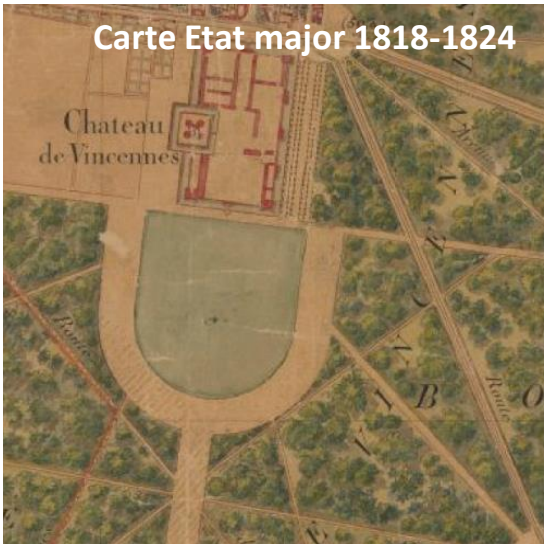 Carte Etat major 1818-1824
Chateau
de Vincennes
Route
Route
B O